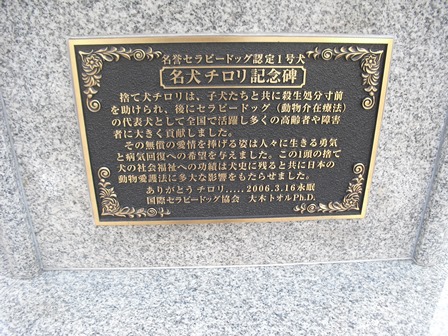 名誉セラピードッグ認定1号犬
名犬チロリ記念碑
捨て犬チロリは、子犬たちと共に殺生処分寸前
を助けられ、後にセラピードッグ（動物介在療法）
の代表犬として全国で活躍し多くの高齢者や障害
者に大きく貢献しました。
その無償の愛情を捧げる姿は人々に生きる勇気
と病気回復への希望を与えました。この1頭の捨て
犬の社会福祉への功績は犬史に残ると共に日本の
動物愛護法に多大な影響をもたらせました。
ありがとう チロリ.....2006.3.16永眠
国際セラピードッグ協会 大木トオルPh.D.